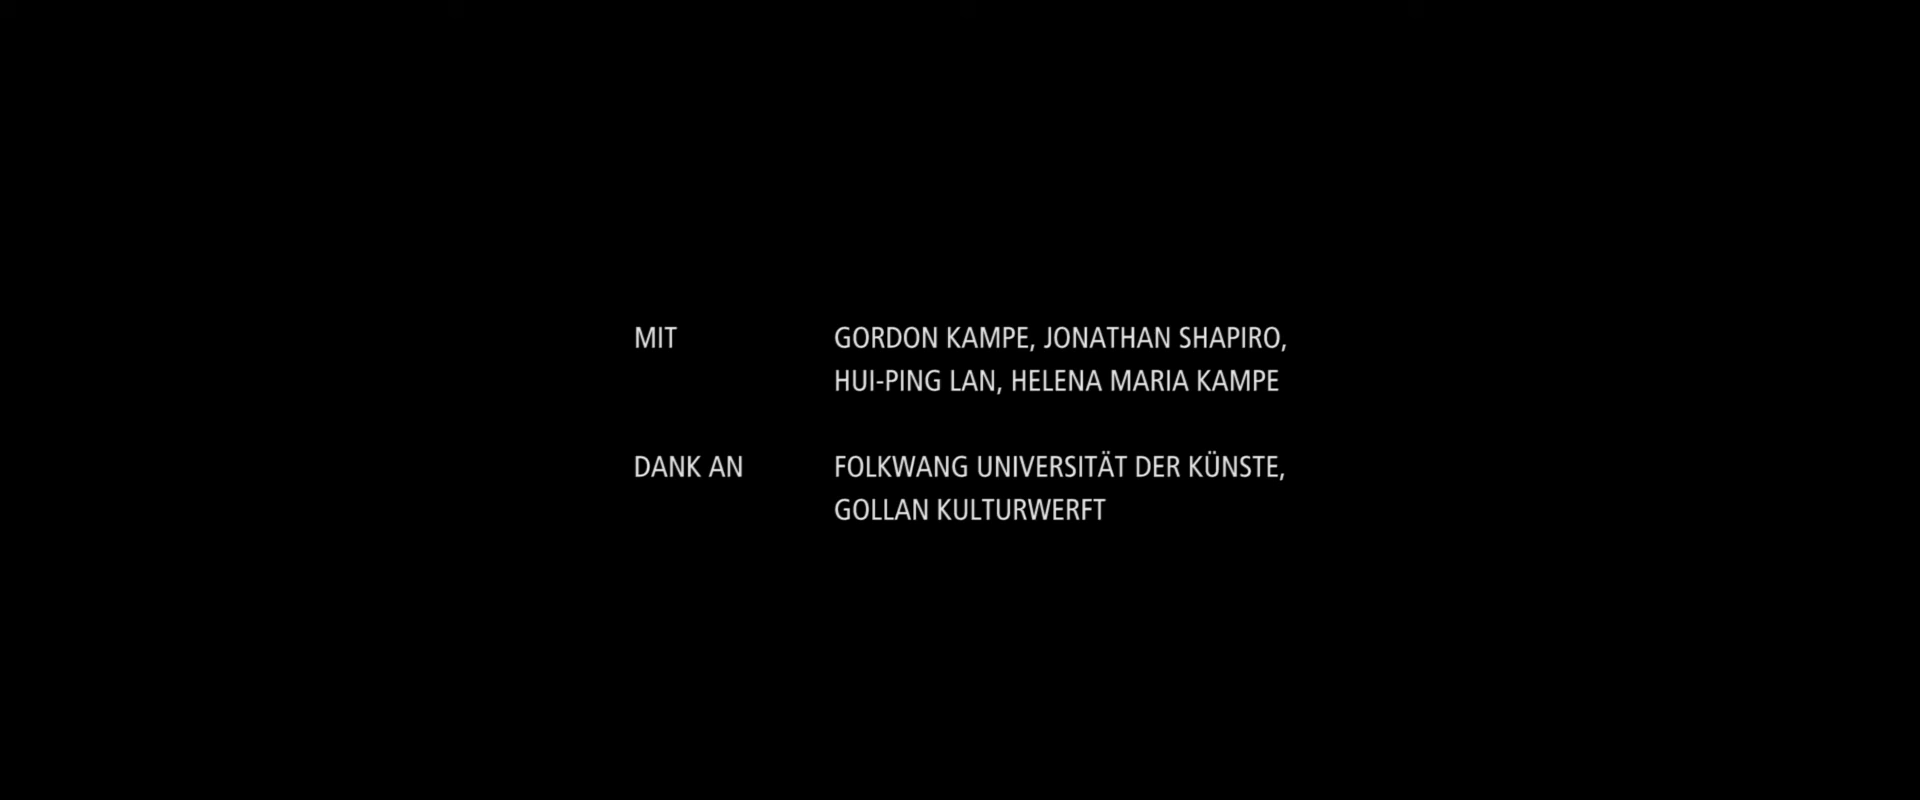 MIT GORDON KAMPE, JONATHAN SHAPIRO,
HUI-PING LAN, HELENA MARIA KAMPE
DANK AN FOLKWANG UNIVERSITÄT DER KÜNSTE,
GOLLAN KULTURWERFT